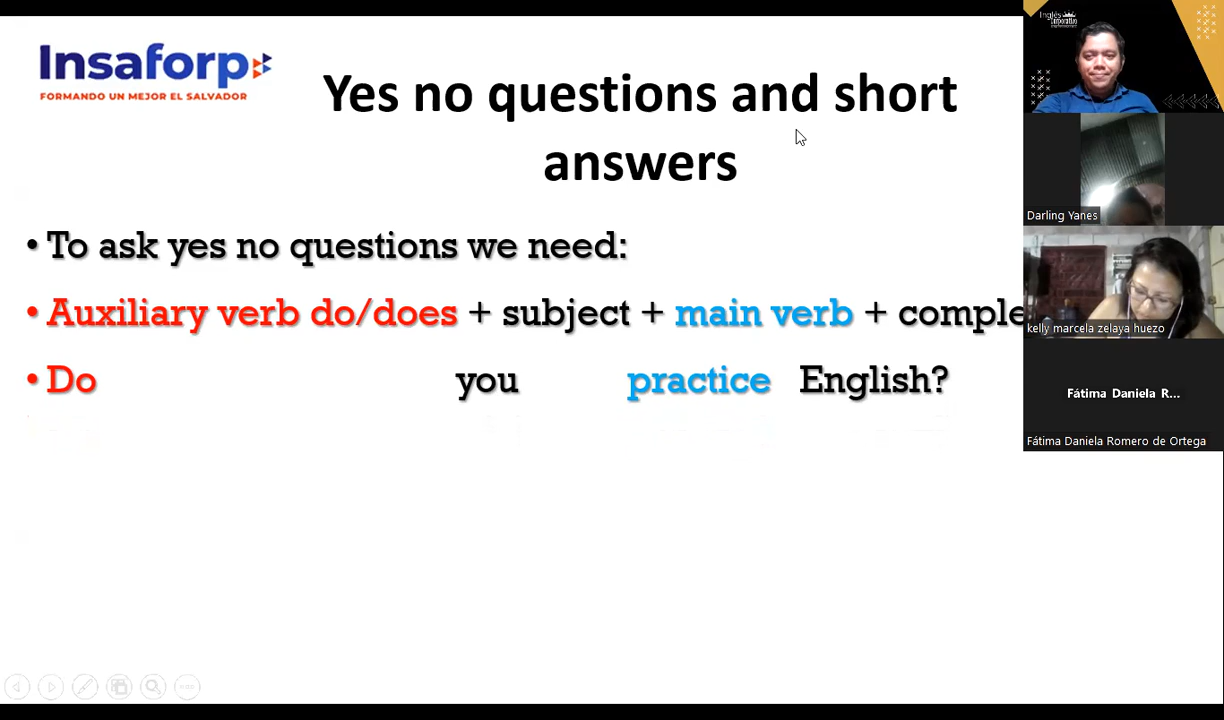 Insaforp
FORMANDO UN MEJOR EL SALVADOR
Yes no questions and short
answers
• To ask yes no questions we need:
• Auxiliary verb do/does + subject + main verb + comple
• Do you practice English?
Inglés
Corporativo
Darling Yanes
kelly marcela zelaya huezo
Fátima Daniela R...
Fátima Daniela Romero de Ortega